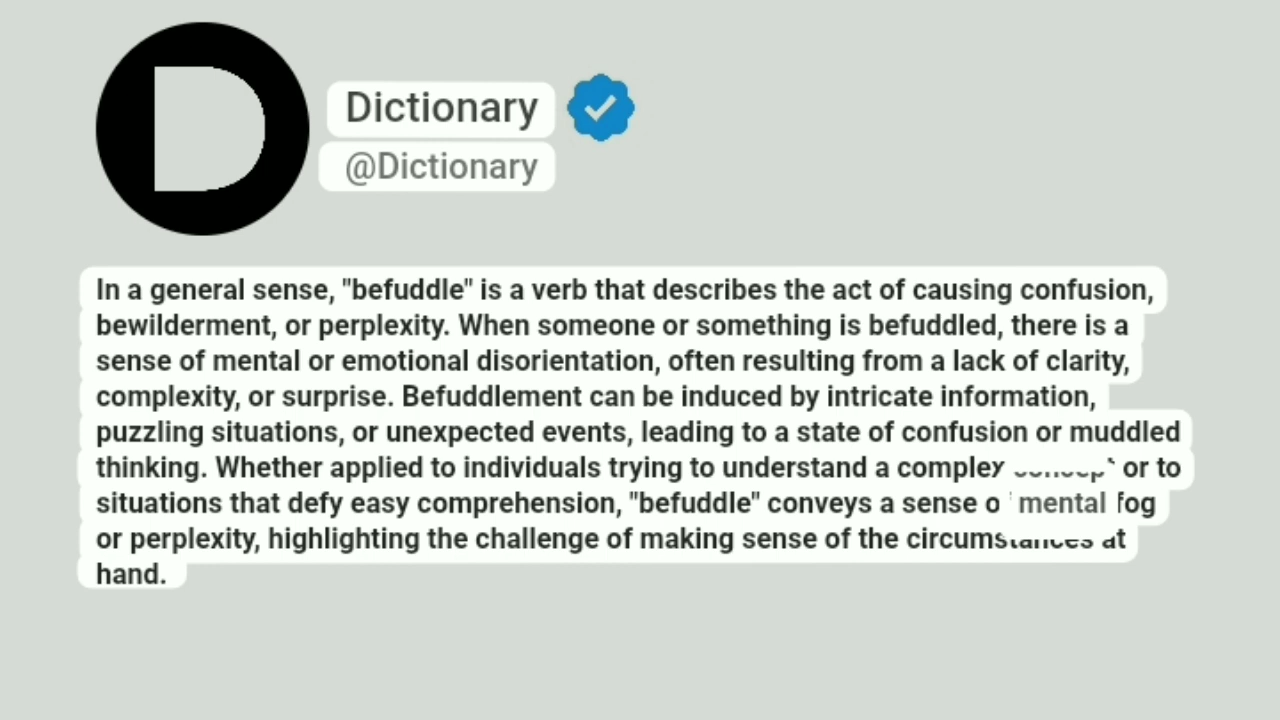 Dictionary
@Dictionary
In a general sense, "befuddle" is a verb that describes the act of causing confusion,
bewilderment, or perplexity. When someone or something is befuddled, there is a
sense of mental or emotional disorientation, often resulting from a lack of clarity,
complexity, or surprise. Befuddlement can be induced by intricate information,
puzzling situations, or unexpected events, leading to a state of confusion or muddled
thinking. Whether applied to individuals trying to understand a complex or to
situations that defy easy comprehension, "befuddle" conveys a sense mental fog
or perplexity, highlighting the challenge of making sense of the circumstances at
hand.